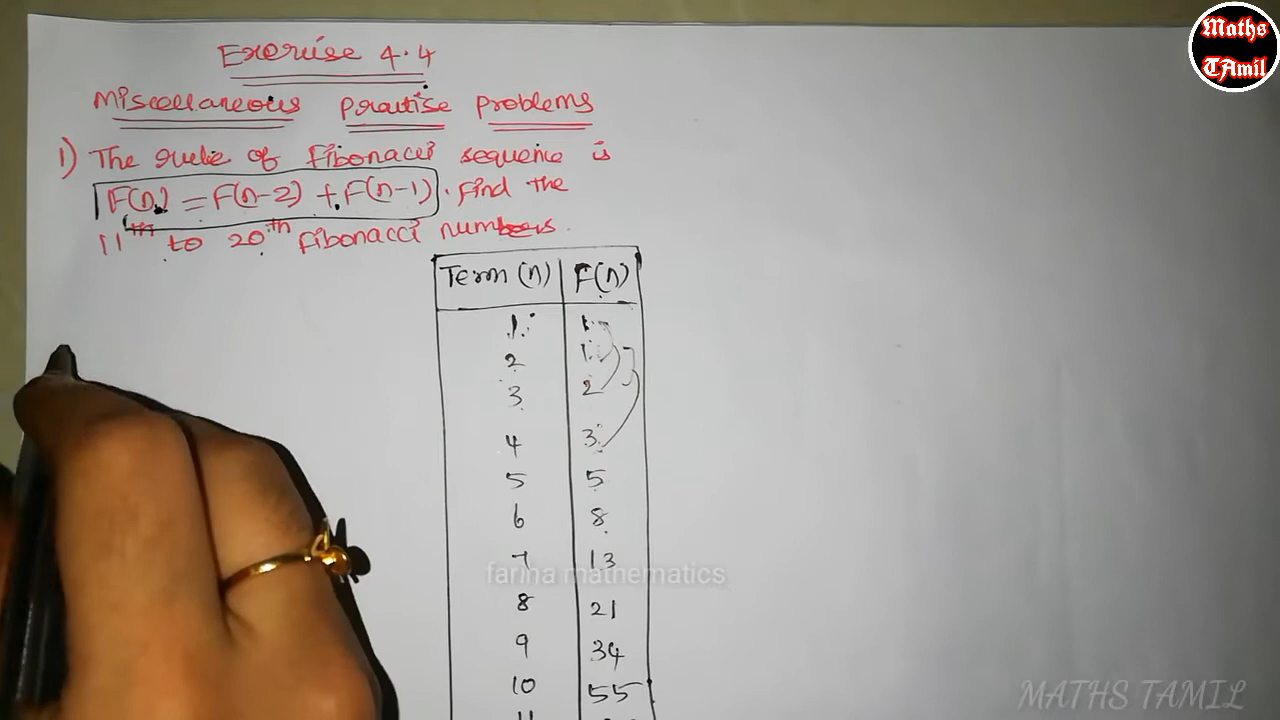 Maths
TAmil
Exercise 4.4
Miscellaneous Practise Problems
1) The rule of Fibonacci sequence is
F(n) = F(n-2) + F(n-1). Find the
11th to 20th Fibonacci numbers.
Term (n) F(n)
1 1
2 1
3 2
4 3
5 5
6 8
7 13
8 21
9 34
10 55
farina mathematics
MATHS TAMIL